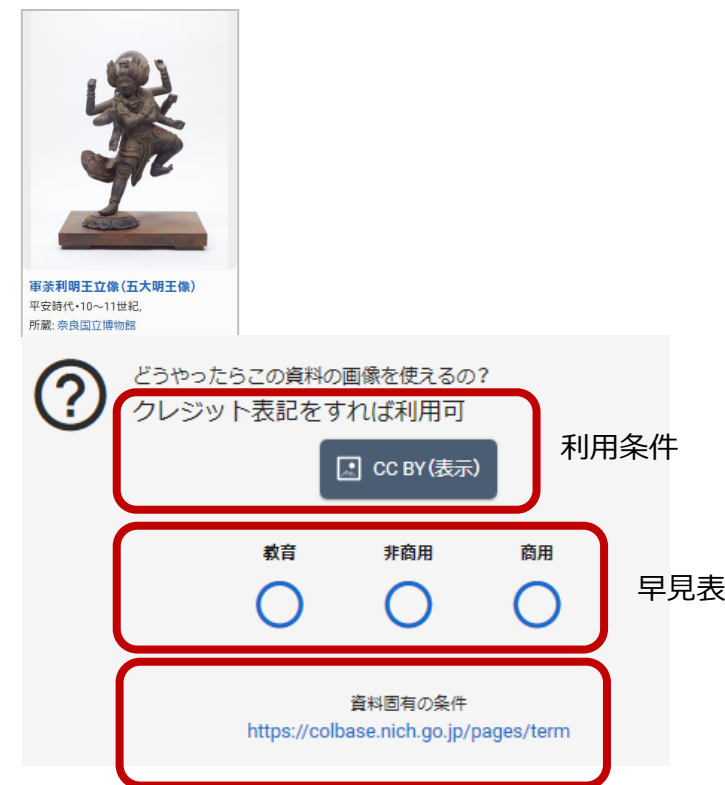 軍荼利明王立像（五大明王像）
平安時代・10～11世紀,
所蔵: 奈良国立博物館
どうやったらこの資料の画像を使えるの？
クレジット表記をすれば利用可
CC BY（表示）
利用条件
教育 非商用 商用
早見表
資料固有の条件
https://colbase.nich.go.jp/pages/term